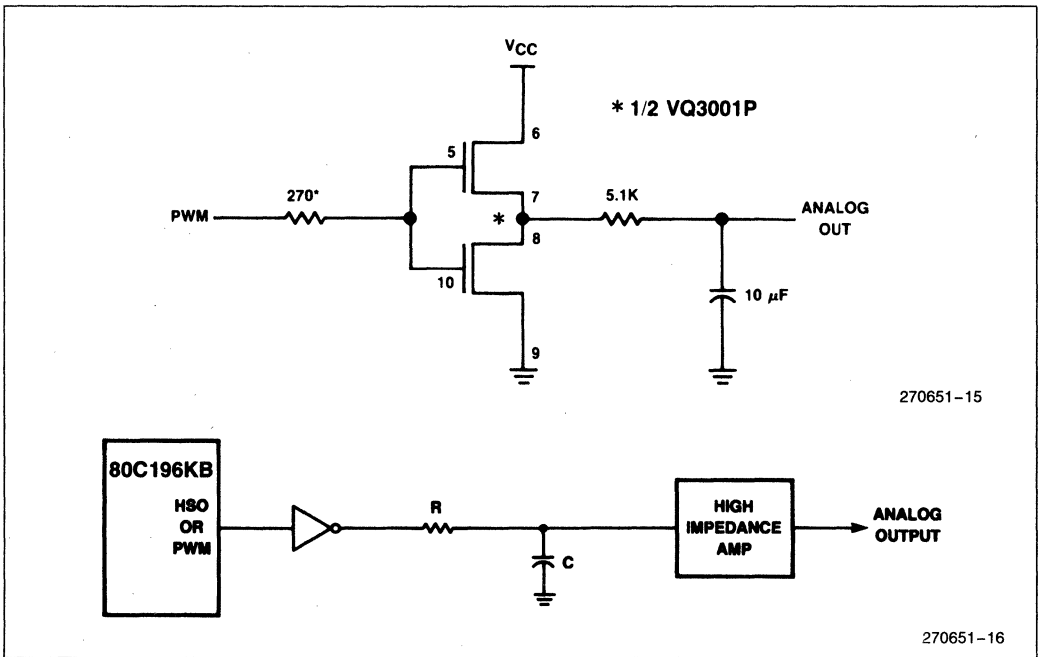 VCC
* 1/2 VQ3001P
6
5
270*
7
5.1K
PWM
*
8
ANALOG
OUT
10
10 μF
9
270651-15
80C196KB
HSO
OR
PWM
R
C
HIGH
IMPEDANCE
AMP
ANALOG
OUTPUT
270651-16